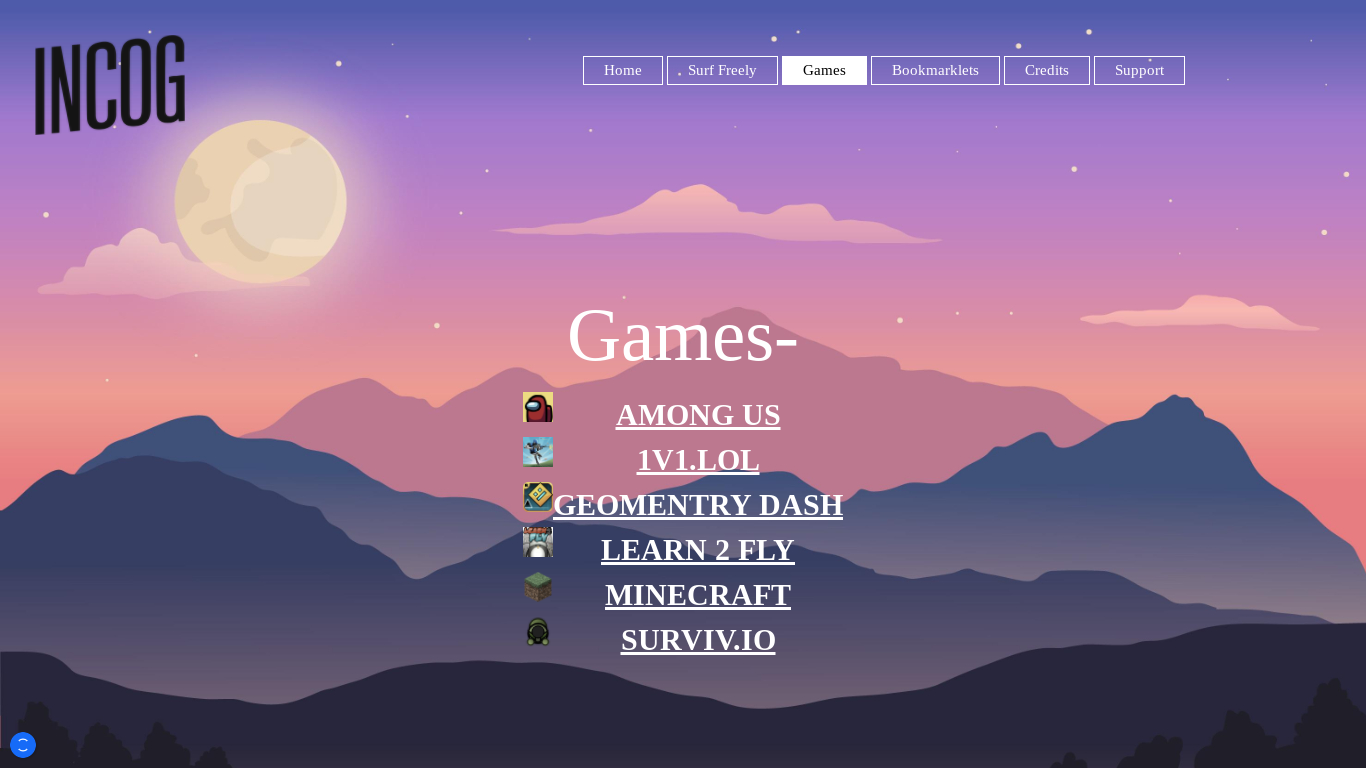 INCOG
Home
Surf Freely
Games
Bookmarklets
Credits
Support
Games-
AMONG US
1V1.LOL
GEOMENTRY DASH
LEARN 2 FLY
MINECRAFT
SURVIV.IO